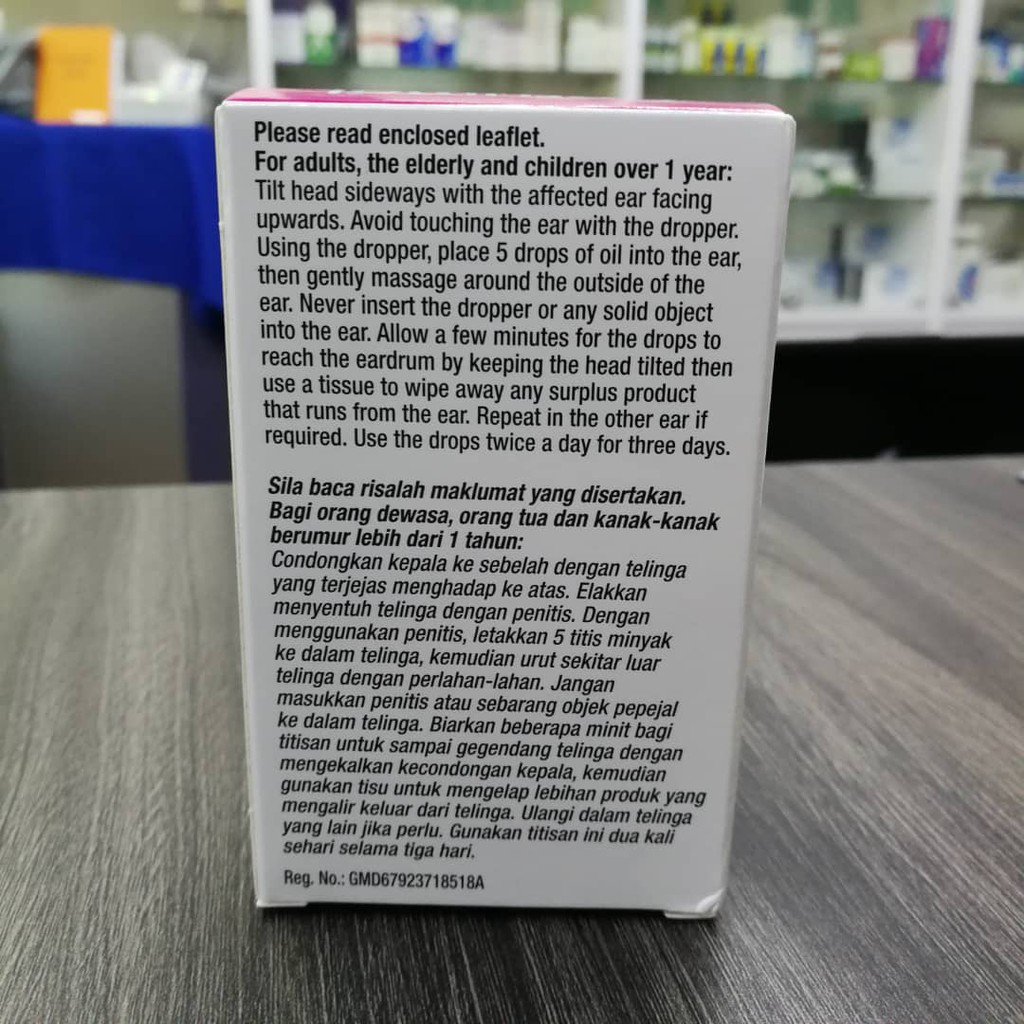 Please read enclosed leaflet.
For adults, the elderly and children over 1 year:
Tilt head sideways with the affected ear facing
upwards. Avoid touching the ear with the dropper.
Using the dropper, place 5 drops of oil into the ear,
then gently massage around the outside of the
ear. Never insert the dropper or any solid object
into the ear. Allow a few minutes for the drops to
reach the eardrum by keeping the head tilted then
use a tissue to wipe away any surplus product
that runs from the ear. Repeat in the other ear if
required. Use the drops twice a day for three days.
Sila baca risalah maklumat yang disertakan.
Bagi orang dewasa, orang tua dan kanak-kanak
berumur lebih dari 1 tahun:
Condongkan kepala ke sebelah dengan telinga
yang terjejas menghadap ke atas. Elakkan
menyentuh telinga dengan penitis. Dengan
menggunakan penitis, letakkan 5 titis minyak
ke dalam telinga, kemudian urut sekitar luar
telinga dengan perlahan-lahan. Jangan
masukkan penitis atau sebarang objek pepejal
ke dalam telinga. Biarkan beberapa minit bagi
titisan untuk sampai gegendang telinga dengan
mengekalkan kecondongan kepala, kemudian
gunakan tisu untuk mengelap lebihan produk yang
mengalir keluar dari telinga. Ulangi dalam telinga
yang lain jika perlu. Gunakan titisan ini dua kali
sehari selama tiga hari.
Reg. No.: GMD67923718518A